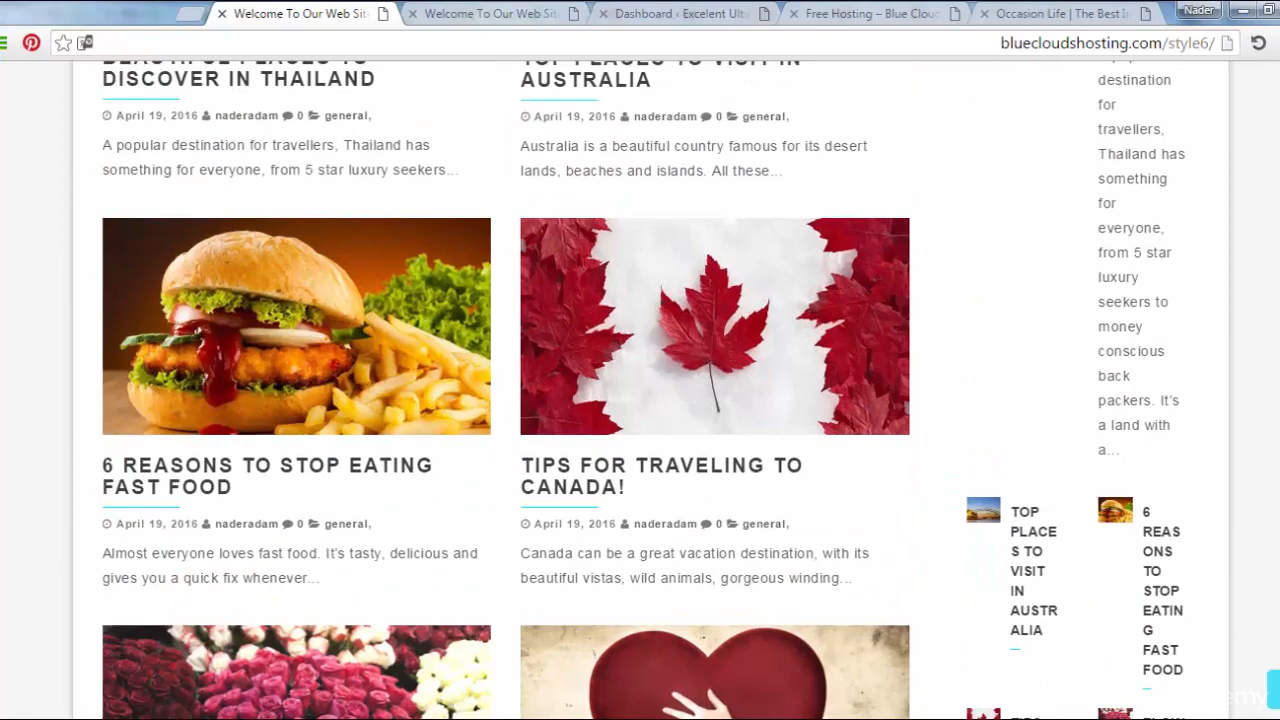 Welcome To Our Web Sit
Welcome To Our Web Sit
Dashboard ‹ Excelent Ult
Free Hosting – Blue Clou
Occasion Life | The Best I
Nader
bluecloudshosting.com/style6/
DISCOVER IN THAILAND
April 19, 2016 naderadam 0 general,
A popular destination for travellers, Thailand has
something for everyone, from 5 star luxury seekers...
TOP PLACES TO VISIT IN
AUSTRALIA
April 19, 2016 naderadam 0 general,
Australia is a beautiful country famous for its desert
lands, beaches and islands. All these...
6 REASONS TO STOP EATING
FAST FOOD
April 19, 2016 naderadam 0 general,
Almost everyone loves fast food. It's tasty, delicious and
gives you a quick fix whenever...
TIPS FOR TRAVELING TO
CANADA!
April 19, 2016 naderadam 0 general,
Canada can be a great vacation destination, with its
beautiful vistas, wild animals, gorgeous winding...
destination
for
travellers,
Thailand has
something
for
everyone,
from 5 star
luxury
seekers to
money
conscious
back
packers. It's
a land with
a...
TOP
PLACE
S TO
VISIT
IN
AUSTR
ALIA
6
REAS
ONS
TO
STOP
EATIN
G
FAST
FOOD